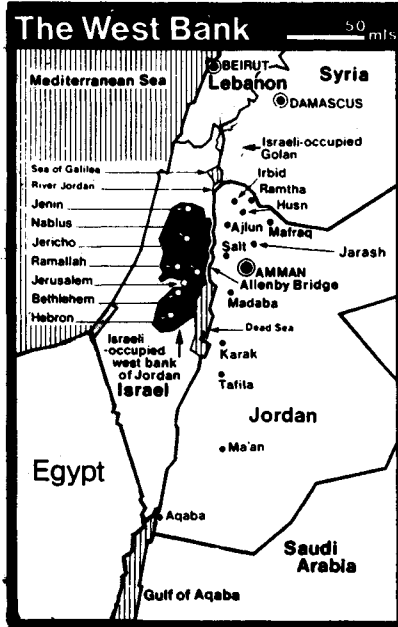 The West Bank
50 mls
BEIRUT
Lebanon
Syria
Mediterranean Sea
DAMASCUS
Israeli-occupied
Golan
Sea of Galilee
River Jordan
Irbid
Ramtha
Husn
Jenin
Nablus
Ajlun
Mafraq
Jericho
Salt
Jarash
Ramallah
AMMAN
Jerusalem
Allenby Bridge
Bethlehem
Madaba
Hebron
Dead Sea
Israeli
-occupied
west bank
of Jordan
Israel
Karak
Tafila
Jordan
Ma'an
Egypt
Aqaba
Saudi
Arabia
Gulf of Aqaba